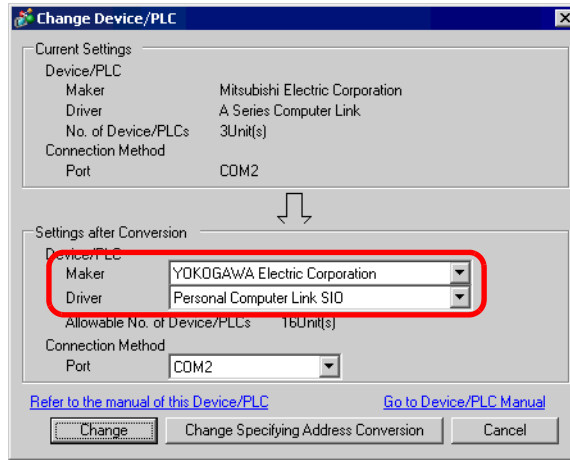 Change Device/PLC
Current Settings
Device/PLC
Maker Mitsubishi Electric Corporation
Driver A Series Computer Link
No. of Device/PLCs 3Unit(s)
Connection Method
Port COM2
Settings after Conversion
Device/PLC
Maker YOKOGAWA Electric Corporation
Driver Personal Computer Link SIO
Allowable No. of Device/PLCs 16Unit(s)
Connection Method
Port COM2
Refer to the manual of this Device/PLC Go to Device/PLC Manual
Change Change Specifying Address Conversion Cancel